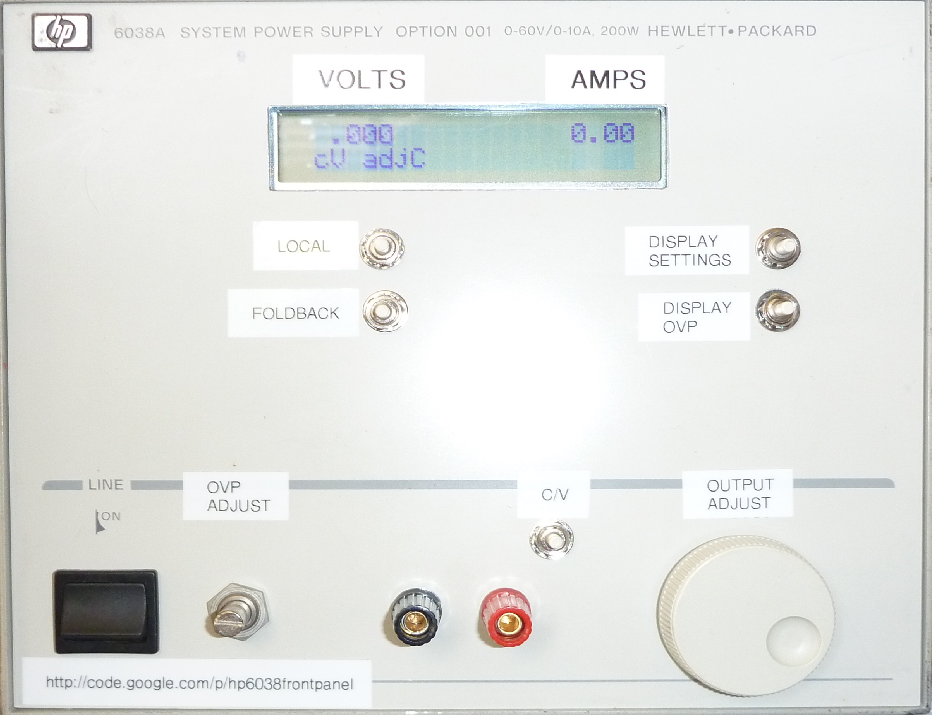 hp 6038A SYSTEM POWER SUPPLY OPTION 001 0-60V/0-10A, 200W HEWLETT•PACKARD
VOLTS AMPS
.000 0.00
cV adjC
LOCAL
DISPLAY
SETTINGS
FOLDBACK
DISPLAY
OVP
LINE
ON
OVP
ADJUST
C/V
OUTPUT
ADJUST
http://code.google.com/p/hp6038frontpanel